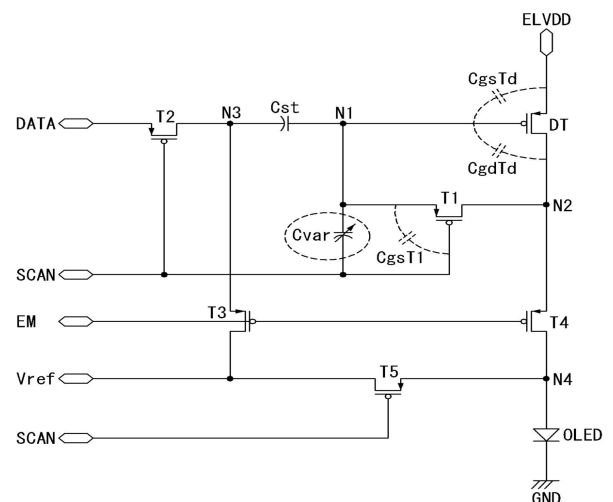 ELVDD
CgsTd
Cst
N1
N3
T2
DATA
DT
CgdTd
T1
N2
Cvar
CgsT1
SCAN
T3
EM
T4
Vref
T5
N4
SCAN
OLED
GND